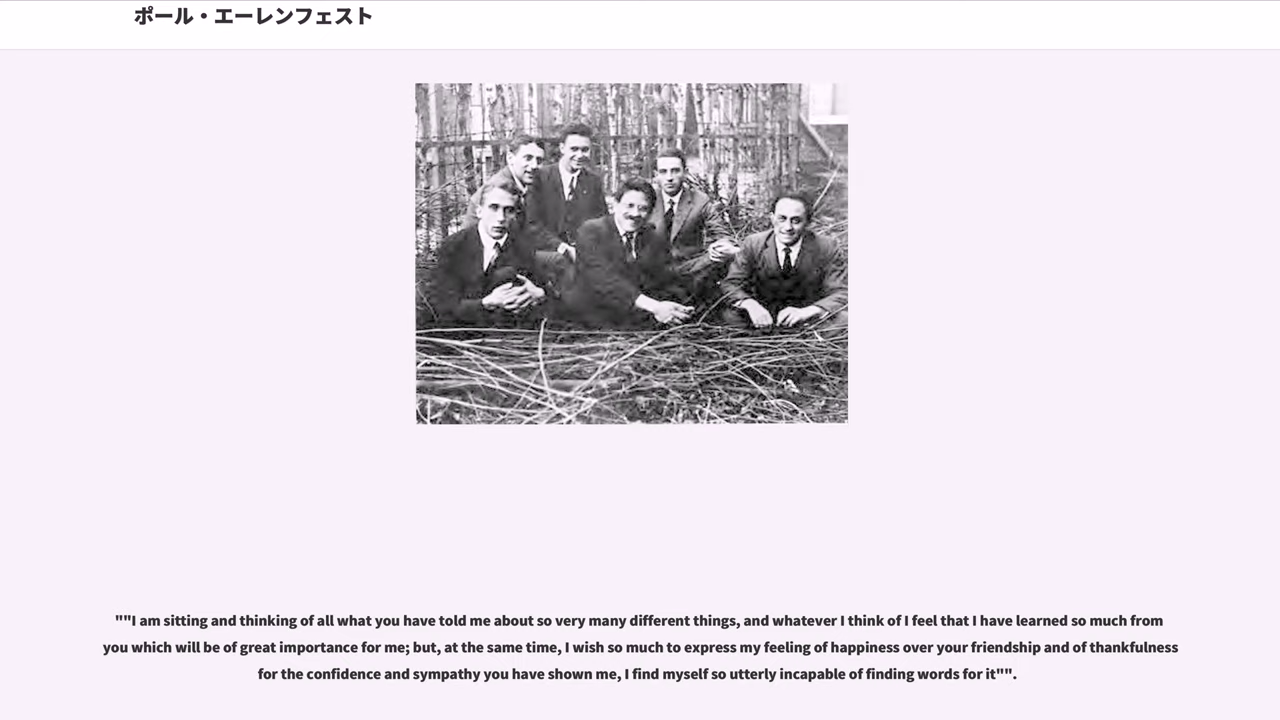 ポール・エーレンフェスト
""I am sitting and thinking of all what you have told me about so very many different things, and whatever I think of I feel that I have learned so much from
you which will be of great importance for me; but, at the same time, I wish so much to express my feeling of happiness over your friendship and of thankfulness
for the confidence and sympathy you have shown me, I find myself so utterly incapable of finding words for it"".